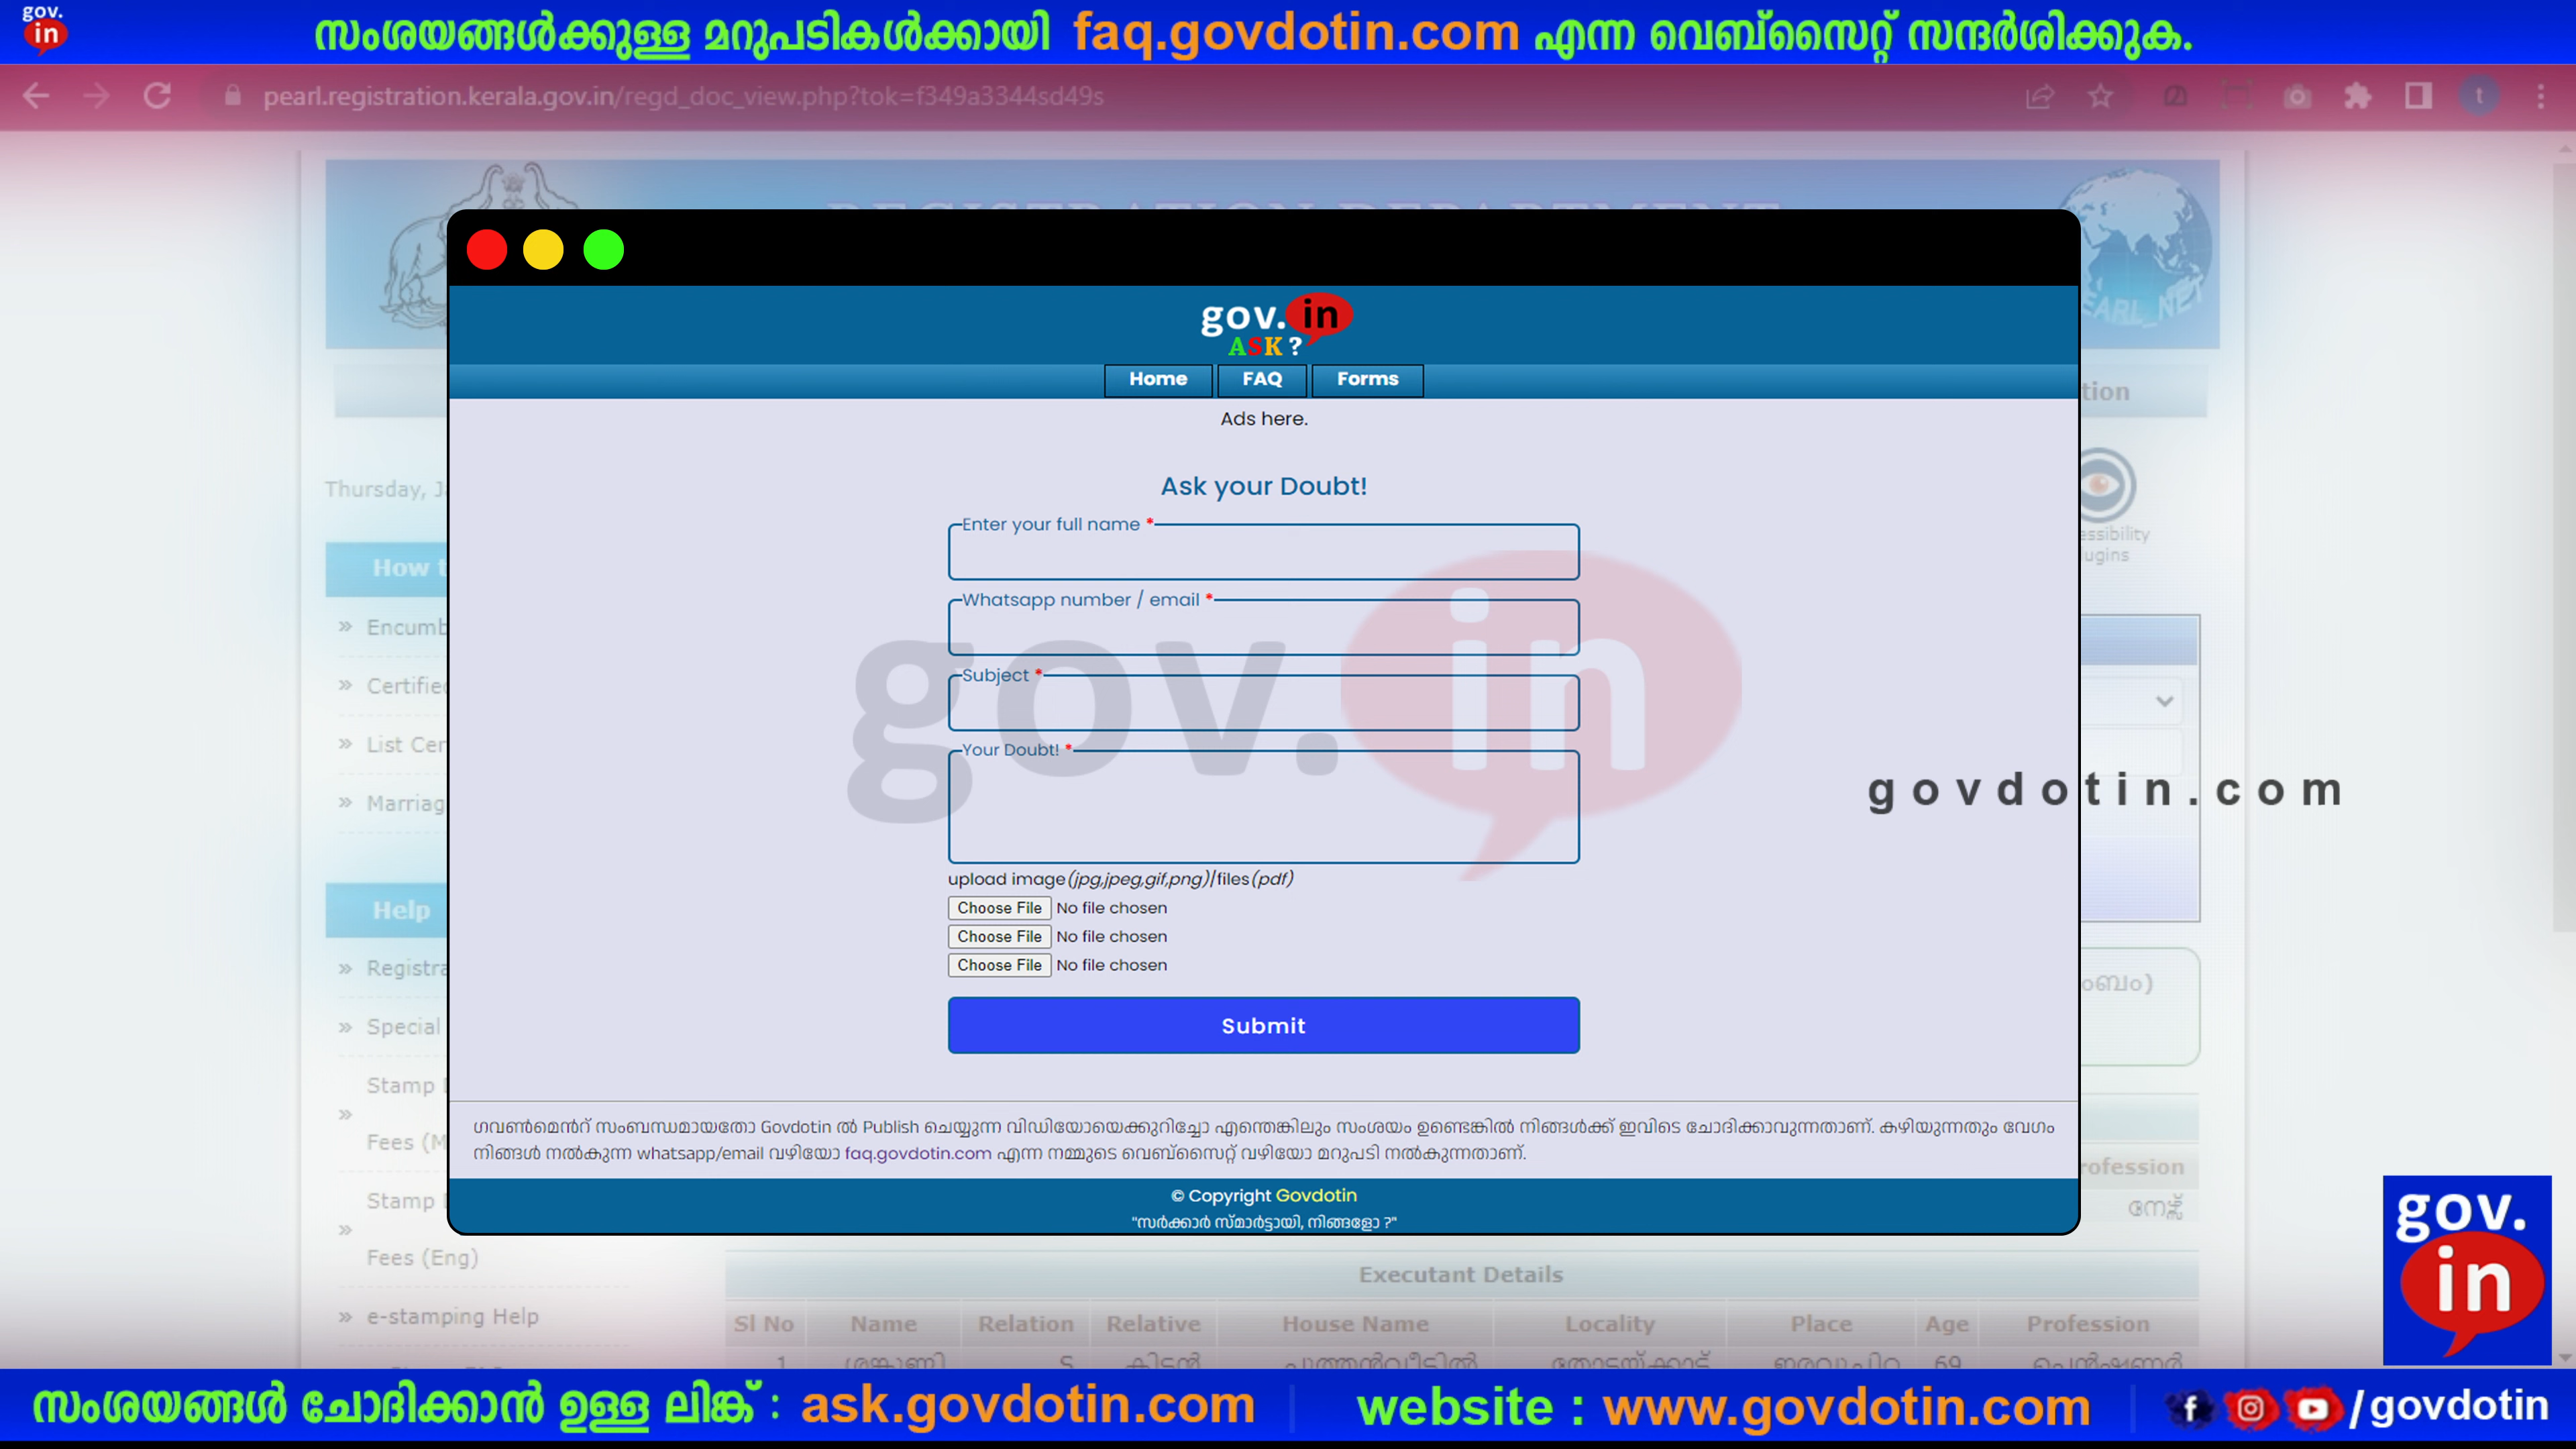 gov.
in
സംശയങ്ങൾക്കുള്ള മറുപടികൾക്കായി faq.govdotin.com എന്ന വെബ്സൈറ്റ് സന്ദർശിക്കുക.
pearl.registration.kerala.gov.in/regd_doc_view.php?tok=f349a3344sd49s
t
REGISTRATION DEPARTMENT
PEARL_NET
gov.in
ASK?
Home FAQ Forms
Ads here.
Thursday,
Ask your Doubt!
Enter your full name *
How
Whatsapp number / email *
Subject *
Your Doubt! *
gov.in
govdotin.com
upload image(jpg,jpeg,gif,png)|files(pdf)
Choose File No file chosen
Choose File No file chosen
Choose File No file chosen
Help
Special
Submit
Stamp
Fees
Stamp
Fees (Eng)
e-stamping Help
ഗവൺമെൻറ് സംബന്ധമായതോ Govdotin ൽ Publish ചെയ്യുന്ന വിഡിയോയെക്കുറിച്ചോ എന്തെങ്കിലും സംശയം ഉണ്ടെങ്കിൽ നിങ്ങൾക്ക് ഇവിടെ ചോദിക്കാവുന്നതാണ്. കഴിയുന്നതും വേഗം
നിങ്ങൾ നൽകുന്ന whatsapp/email വഴിയോ faq.govdotin.com എന്ന നമ്മുടെ വെബ്സൈറ്റ് വഴിയോ മറുപടി നൽകുന്നതാണ്.
© Copyright Govdotin
"സർക്കാർ സ്മാർട്ടായി, നിങ്ങളോ ?"
Executant Details
Sl No Name Relation Relative House Name Locality Place Age Profession
gov.
in
സംശയങ്ങൾ ചോദിക്കാൻ ഉള്ള ലിങ്ക് : ask.govdotin.com website : www.govdotin.com /govdotin